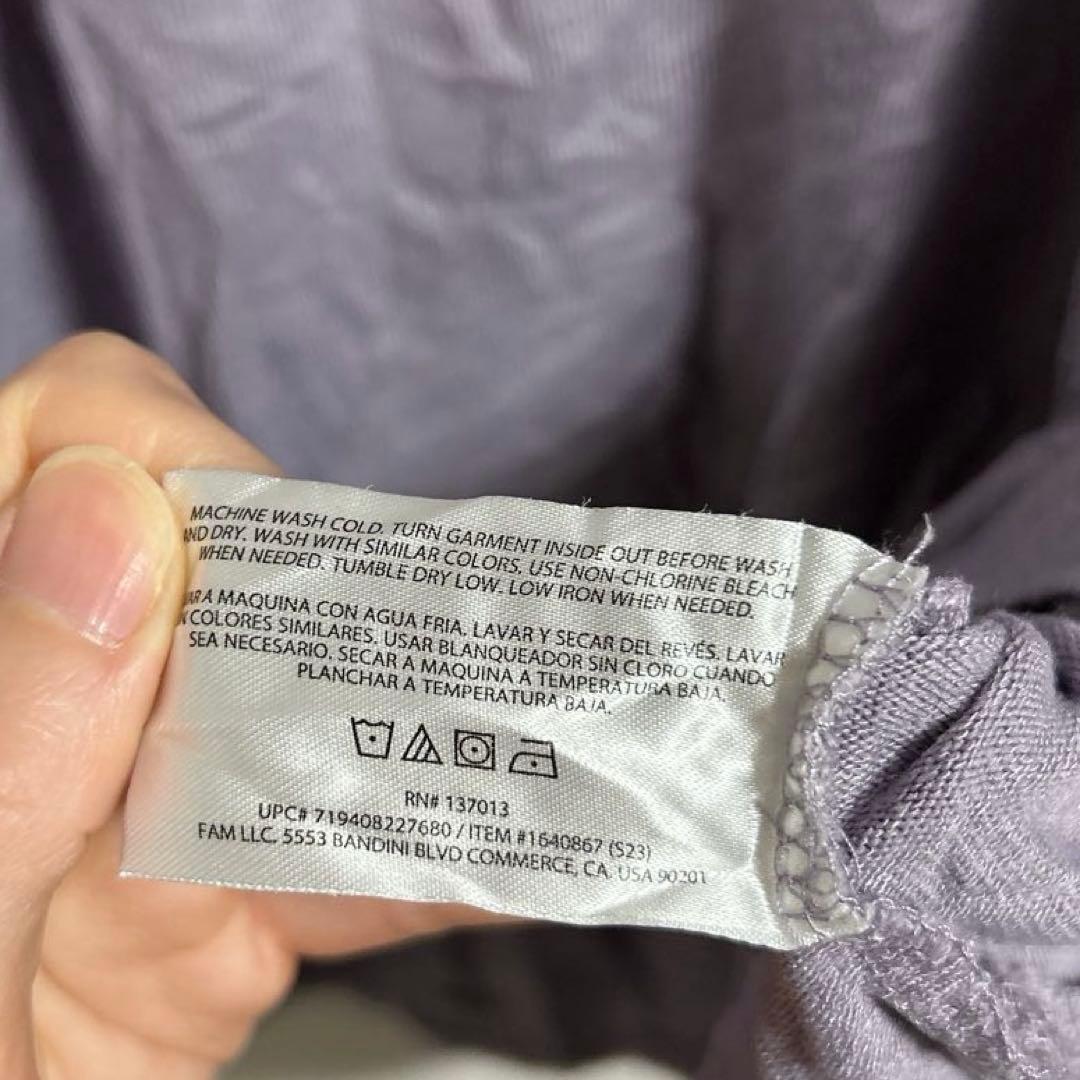 MACHINE WASH COLD. TURN GARMENT INSIDE OUT BEFORE WASH
AND DRY. WASH WITH SIMILAR COLORS. USE NON-CHLORINE BLEACH
WHEN NEEDED. TUMBLE DRY LOW. LOW IRON WHEN NEEDED.
A MAQUINA CON AGUA FRIA. LAVAR Y SECAR DEL REVÉS. LAVAR
COLORES SIMILARES. USAR BLANQUEADOR SIN CLORO CUANDO
SEA NECESARIO. SECAR A MAQUINA A TEMPERATURA BAJA.
PLANCHAR A TEMPERATURA BAJA.
RN# 137013
UPC# 719408227680 / ITEM #1640867 (S23)
FAM LLC. 5553 BANDINI BLVD COMMERCE, CA. USA 90201